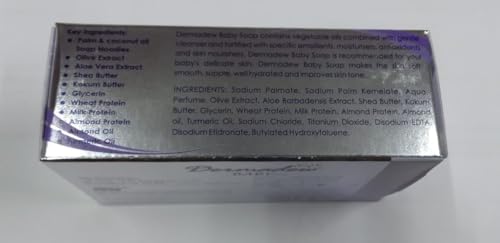 Key Ingredients:
• Palm & coconut oil
Soap Noodles
• Olive Extract
• Aloe Vera Extract
• Shea Butter
• Kokum Butter
• Glycerin
• Wheat Protein
• Milk Protein
• Almond Protein
• Almond Oil
• Turmeric Oil
Dermadew Baby Soap contains vegetable oils combined with gentle
cleanser and fortified with specific emollients, moisturisers, antioxidants
and skin nourishers. Dermadew Baby Soap is recommended for your
baby's delicate skin. Dermadew Baby Soap makes the skin soft,
smooth, supple, well hydrated and improves skin tone.
INGREDIENTS: Sodium Palmate, Sodium Palm Kernelate, Aqua,
Perfume, Olive Extract, Aloe Barbadensis Extract, Shea Butter, Kokum
Butter, Glycerin, Wheat Protein, Milk Protein, Almond Protein, Almond
oil, Turmeric Oil, Sodium Chloride, Titanium Dioxide, Disodium EDTA,
Disodium Etidronate, Butylated Hydroxytoluene.
Dermadew